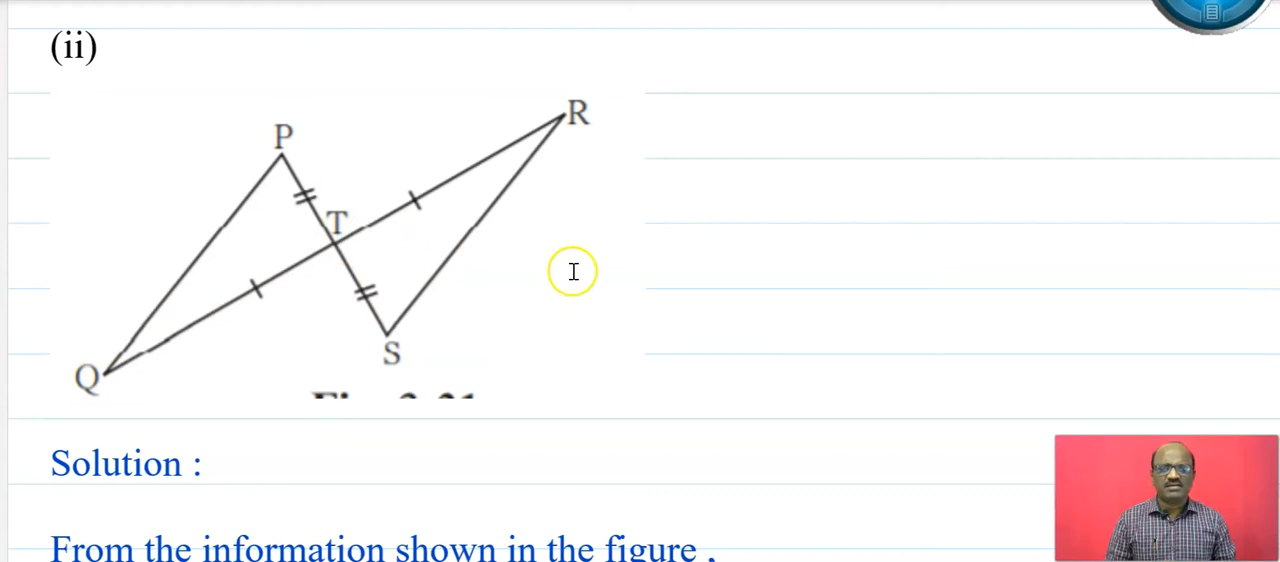 (ii)
R
P
T
S
Q
Solution :
From the information shown in the figure ,